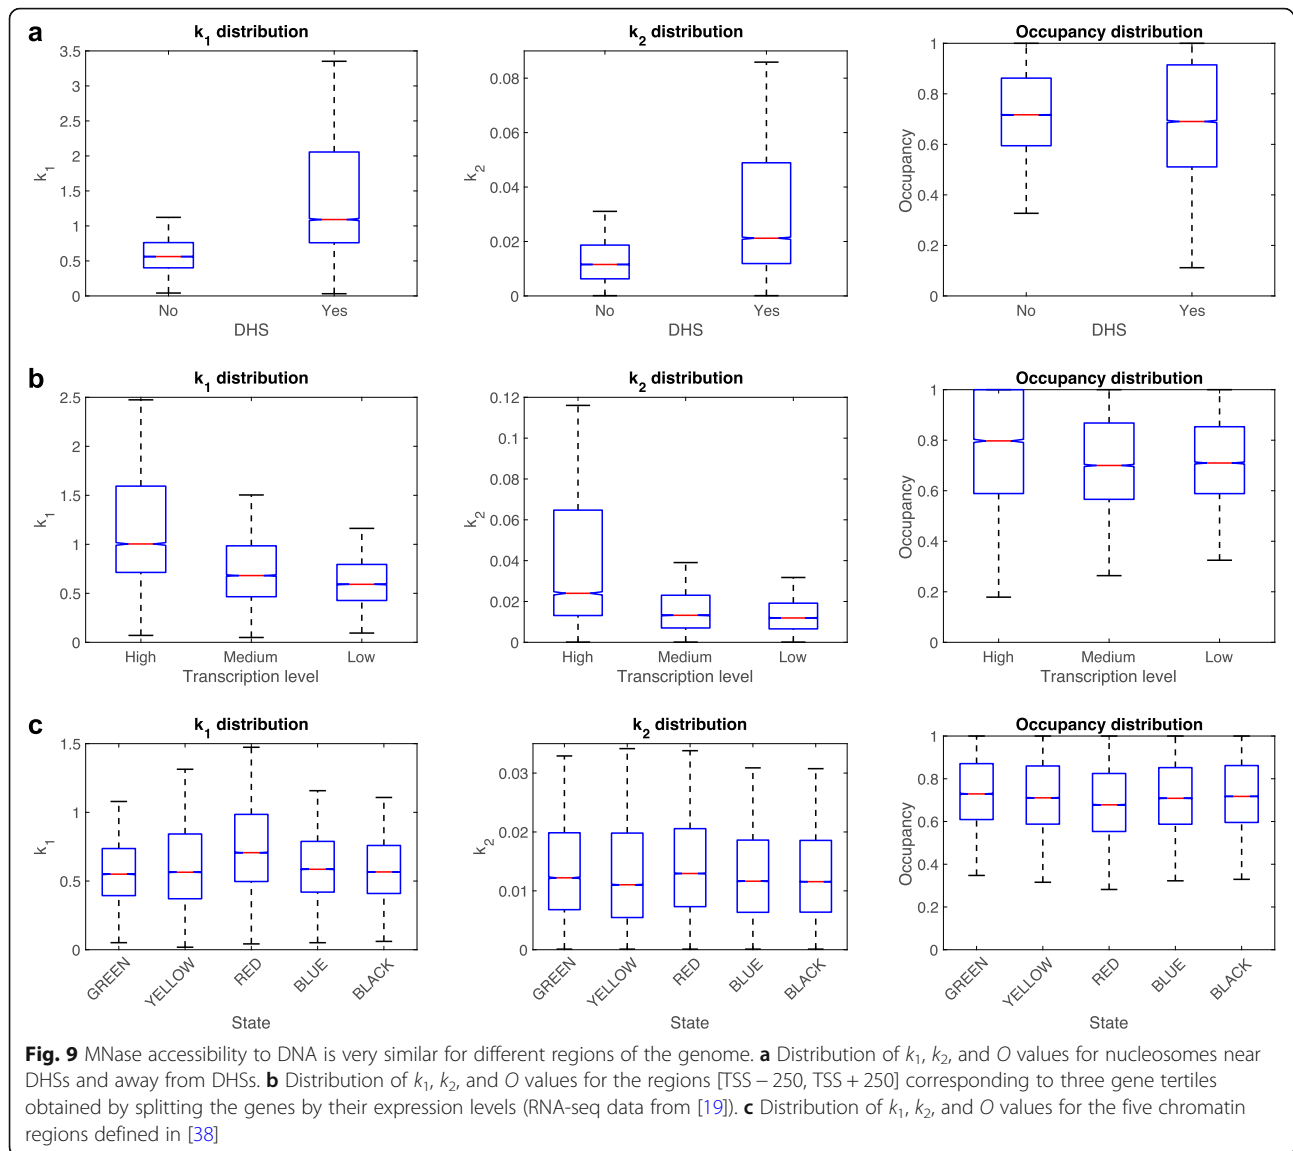 a
k1 distribution
3.5
3
2.5
2
1.5
1
0.5
0
k1
No Yes
DHS
k2 distribution
0.08
0.06
0.04
0.02
0
k2
No Yes
DHS
Occupancy distribution
1
0.8
0.6
0.4
0.2
0
Occupancy
No Yes
DHS
b
k1 distribution
2.5
2
1.5
1
0.5
0
k1
High Medium Low
Transcription level
k2 distribution
0.12
0.1
0.08
0.06
0.04
0.02
0
k2
High Medium Low
Transcription level
Occupancy distribution
1
0.8
0.6
0.4
0.2
0
Occupancy
High Medium Low
Transcription level
c
k1 distribution
1.5
1
0.5
0
k1
GREEN YELLOW RED BLUE BLACK
State
k2 distribution
0.03
0.02
0.01
0
k2
GREEN YELLOW RED BLUE BLACK
State
Occupancy distribution
1
0.8
0.6
0.4
0.2
0
Occupancy
GREEN YELLOW RED BLUE BLACK
State
Fig. 9 MNase accessibility to DNA is very similar for different regions of the genome. a Distribution of k1, k2, and O values for nucleosomes near
DHSs and away from DHSs. b Distribution of k1, k2, and O values for the regions [TSS − 250, TSS + 250] corresponding to three gene tertiles
obtained by splitting the genes by their expression levels (RNA-seq data from [19]). c Distribution of k1, k2, and O values for the five chromatin
regions defined in [38]